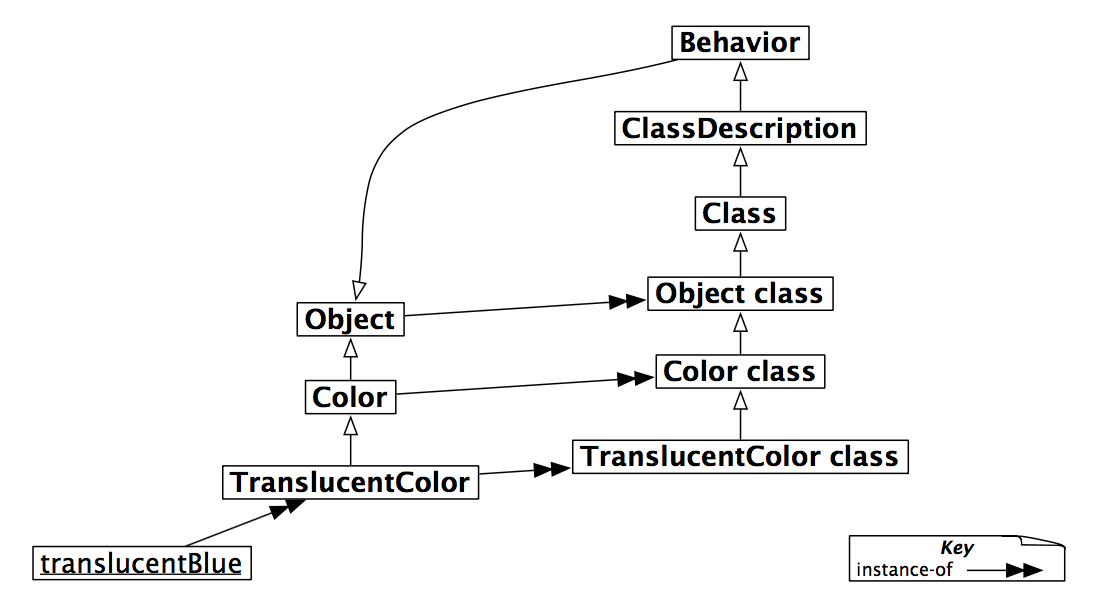 Behavior
ClassDescription
Class
Object class
Object
Color class
Color
TranslucentColor class
TranslucentColor
translucentBlue
Key
instance-of